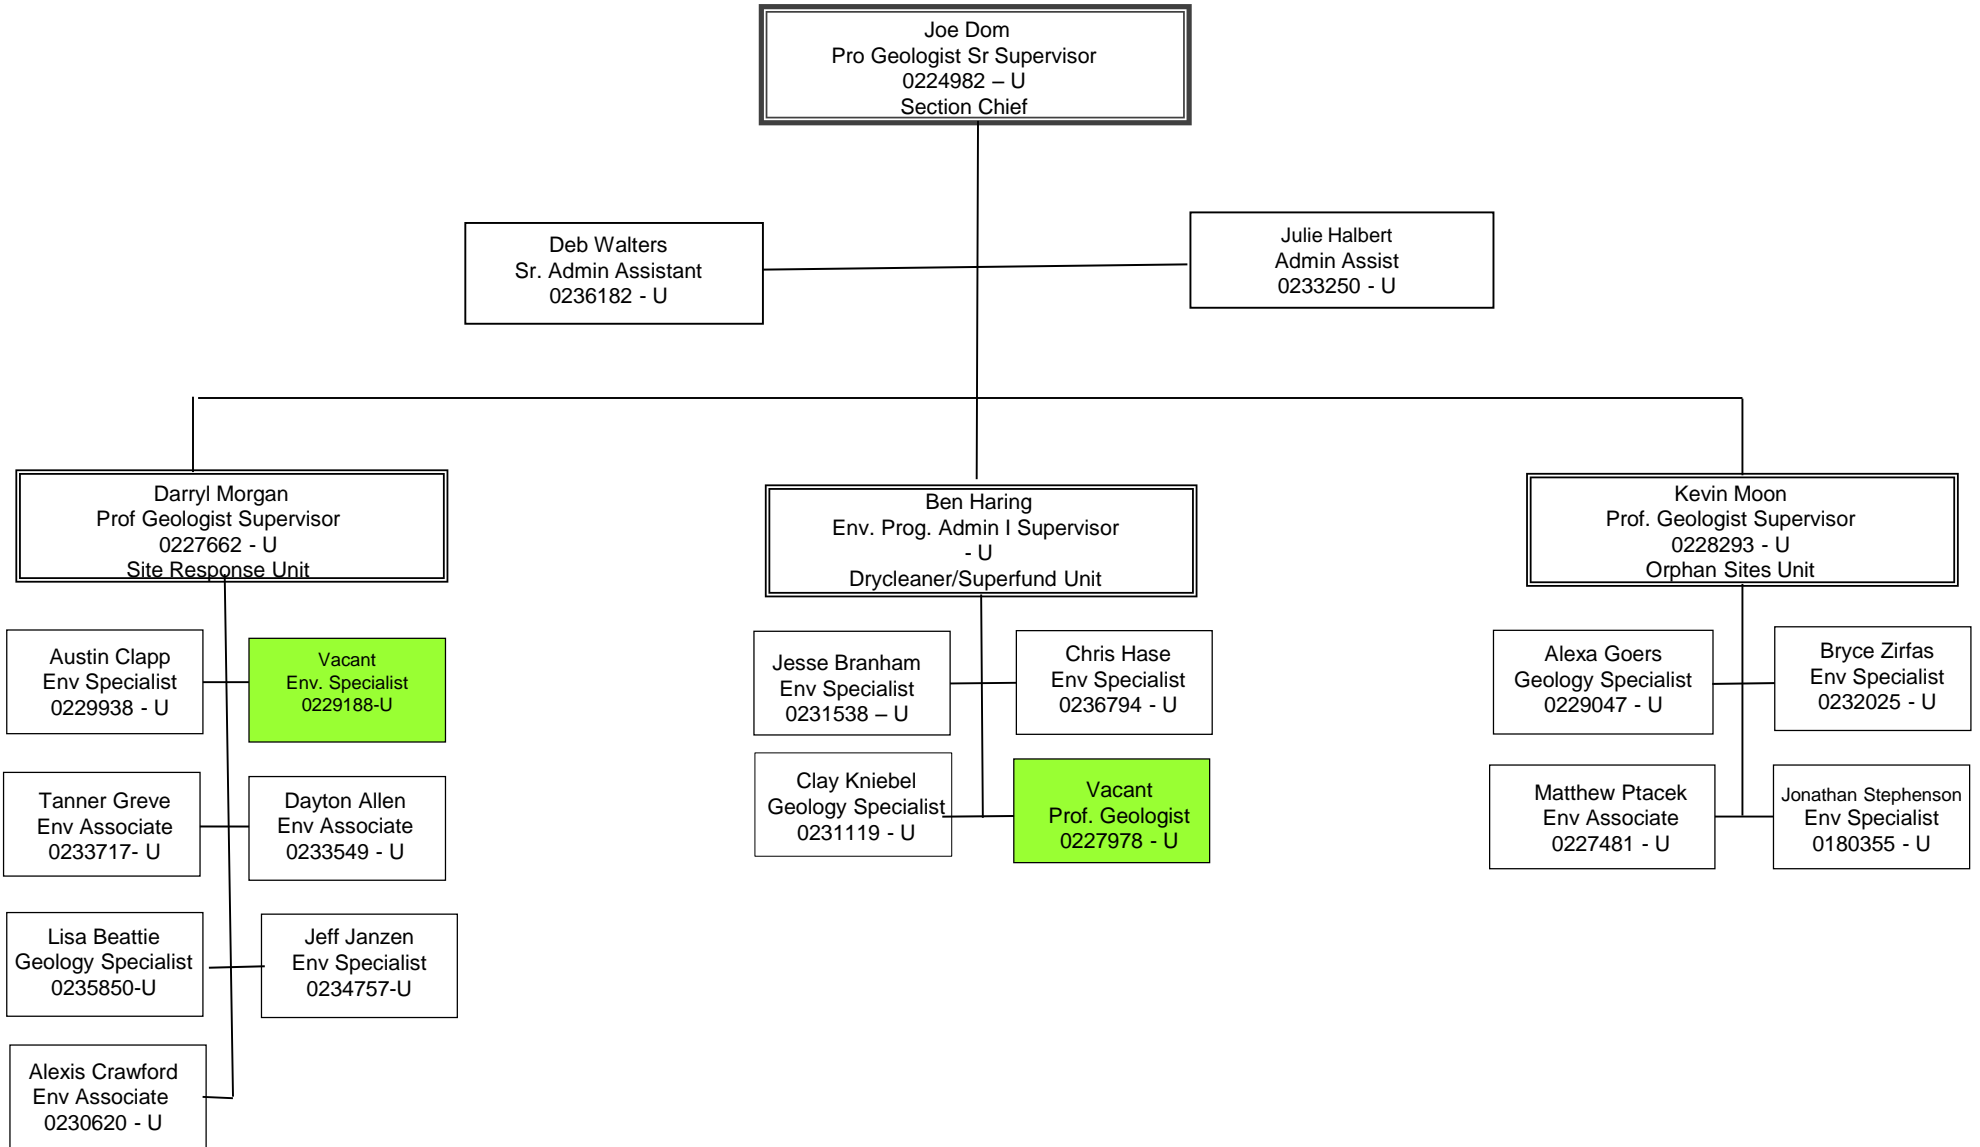 Joe Dom
Pro Geologist Sr Supervisor
0224982 – U
Section Chief
Deb Walters
Sr. Admin Assistant
0236182 - U
Julie Halbert
Admin Assist
0233250 - U
Darryl Morgan
Prof Geologist Supervisor
0227662 - U
Site Response Unit
Ben Haring
Env. Prog. Admin I Supervisor
- U
Drycleaner/Superfund Unit
Kevin Moon
Prof. Geologist Supervisor
0228293 - U
Orphan Sites Unit
Austin Clapp
Env Specialist
0229938 - U
Vacant
Env. Specialist
0229188-U
Tanner Greve
Env Associate
0233717- U
Dayton Allen
Env Associate
0233549 - U
Lisa Beattie
Geology Specialist
0235850-U
Jeff Janzen
Env Specialist
0234757-U
Alexis Crawford
Env Associate
0230620 - U
Jesse Branham
Env Specialist
0231538 – U
Chris Hase
Env Specialist
0236794 - U
Clay Kniebel
Geology Specialist
0231119 - U
Vacant
Prof. Geologist
0227978 - U
Alexa Goers
Geology Specialist
0229047 - U
Bryce Zirfas
Env Specialist
0232025 - U
Matthew Ptacek
Env Associate
0227481 - U
Jonathan Stephenson
Env Specialist
0180355 - U